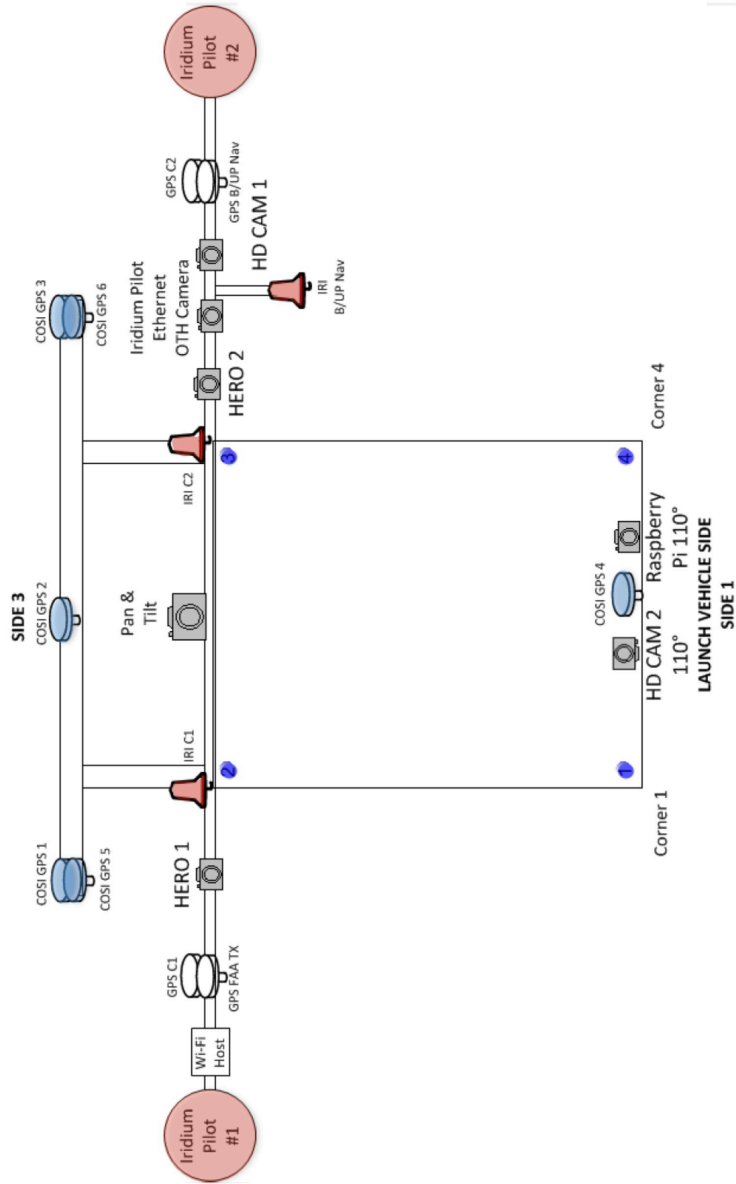 SIDE 3
COSI GPS 1
COSI GPS 5
COSI GPS 2
COSI GPS 3
COSI GPS 6
Iridium
Pilot
#1
Wi-Fi
Host
GPS C1
GPS FAA TX
HERO 1
IRI C1
Pan &
Tilt
IRI C2
HERO 2
Iridium Pilot
Ethernet
OTH Camera
HD CAM 1
IRI
B/UP Nav
GPS C2
GPS B/UP Nav
Iridium
Pilot
#2
2
3
1
4
Corner 1
HD CAM 2
110°
COSI GPS 4
Raspberry
Pi 110°
Corner 4
LAUNCH VEHICLE SIDE
SIDE 1